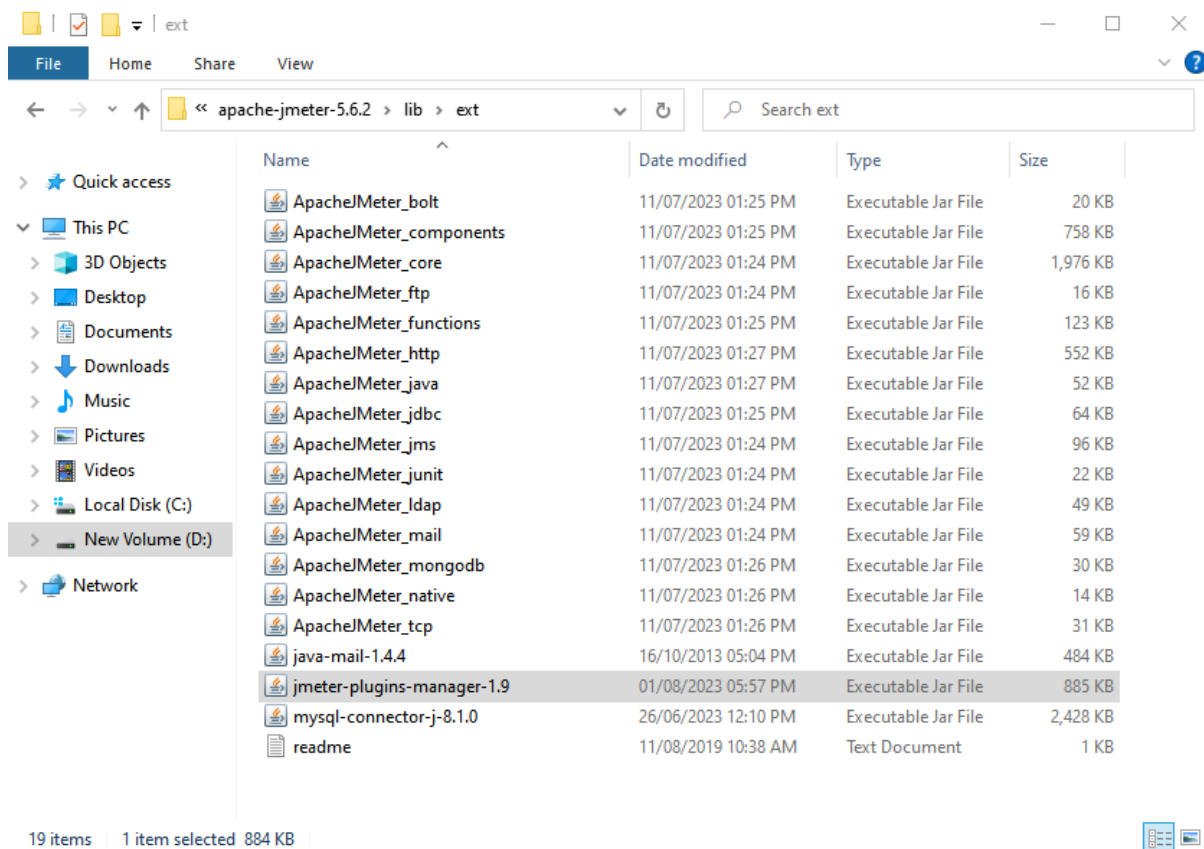 ext
File Home Share View
« apache-jmeter-5.6.2 > lib > ext Search ext
Name Date modified Type Size
Quick access
This PC
3D Objects
Desktop
Documents
Downloads
Music
Pictures
Videos
Local Disk (C:)
New Volume (D:)
Network
ApacheJMeter_bolt 11/07/2023 01:25 PM Executable Jar File 20 KB
ApacheJMeter_components 11/07/2023 01:25 PM Executable Jar File 758 KB
ApacheJMeter_core 11/07/2023 01:24 PM Executable Jar File 1,976 KB
ApacheJMeter_ftp 11/07/2023 01:24 PM Executable Jar File 16 KB
ApacheJMeter_functions 11/07/2023 01:25 PM Executable Jar File 123 KB
ApacheJMeter_http 11/07/2023 01:27 PM Executable Jar File 552 KB
ApacheJMeter_java 11/07/2023 01:27 PM Executable Jar File 52 KB
ApacheJMeter_jdbc 11/07/2023 01:25 PM Executable Jar File 64 KB
ApacheJMeter_jms 11/07/2023 01:24 PM Executable Jar File 96 KB
ApacheJMeter_junit 11/07/2023 01:24 PM Executable Jar File 22 KB
ApacheJMeter_ldap 11/07/2023 01:24 PM Executable Jar File 49 KB
ApacheJMeter_mail 11/07/2023 01:24 PM Executable Jar File 59 KB
ApacheJMeter_mongodb 11/07/2023 01:26 PM Executable Jar File 30 KB
ApacheJMeter_native 11/07/2023 01:26 PM Executable Jar File 14 KB
ApacheJMeter_tcp 11/07/2023 01:26 PM Executable Jar File 31 KB
java-mail-1.4.4 16/10/2013 05:04 PM Executable Jar File 484 KB
jmeter-plugins-manager-1.9 01/08/2023 05:57 PM Executable Jar File 885 KB
mysql-connector-j-8.1.0 26/06/2023 12:10 PM Executable Jar File 2,428 KB
readme 11/08/2019 10:38 AM Text Document 1 KB
19 items 1 item selected 884 KB